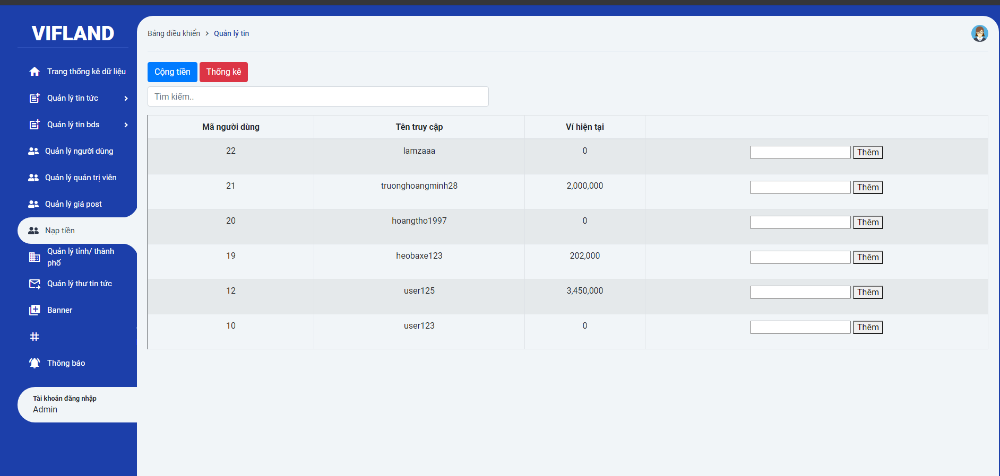 VIFLAND
Trang thống kê dữ liệu
Quản lý tin tức
Quản lý tin bds
Quản lý người dùng
Quản lý quản trị viên
Quản lý giá post
Nạp tiền
Quản lý tỉnh/ thành
phố
Quản lý thư tin tức
Banner
Thông báo
Tài khoản đăng nhập
Admin
Bảng điều khiển > Quản lý tin
Cộng tiền Thống kê
Tìm kiếm..
Mã người dùng Tên truy cập Ví hiện tại
22 lamzaaa 0 Thêm
21 truonghoangminh28 2,000,000 Thêm
20 hoangtho1997 0 Thêm
19 heobaxe123 202,000 Thêm
12 user125 3,450,000 Thêm
10 user123 0 Thêm